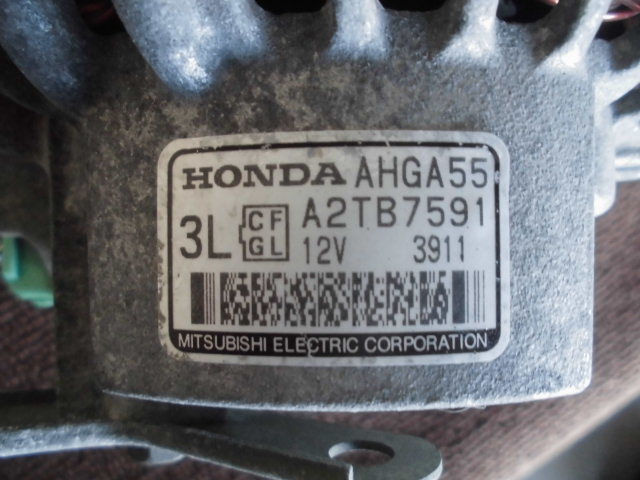 HONDA AHGA55
3L CF A2TB7591
GL 12V 3911
MITSUBISHI ELECTRIC CORPORATION